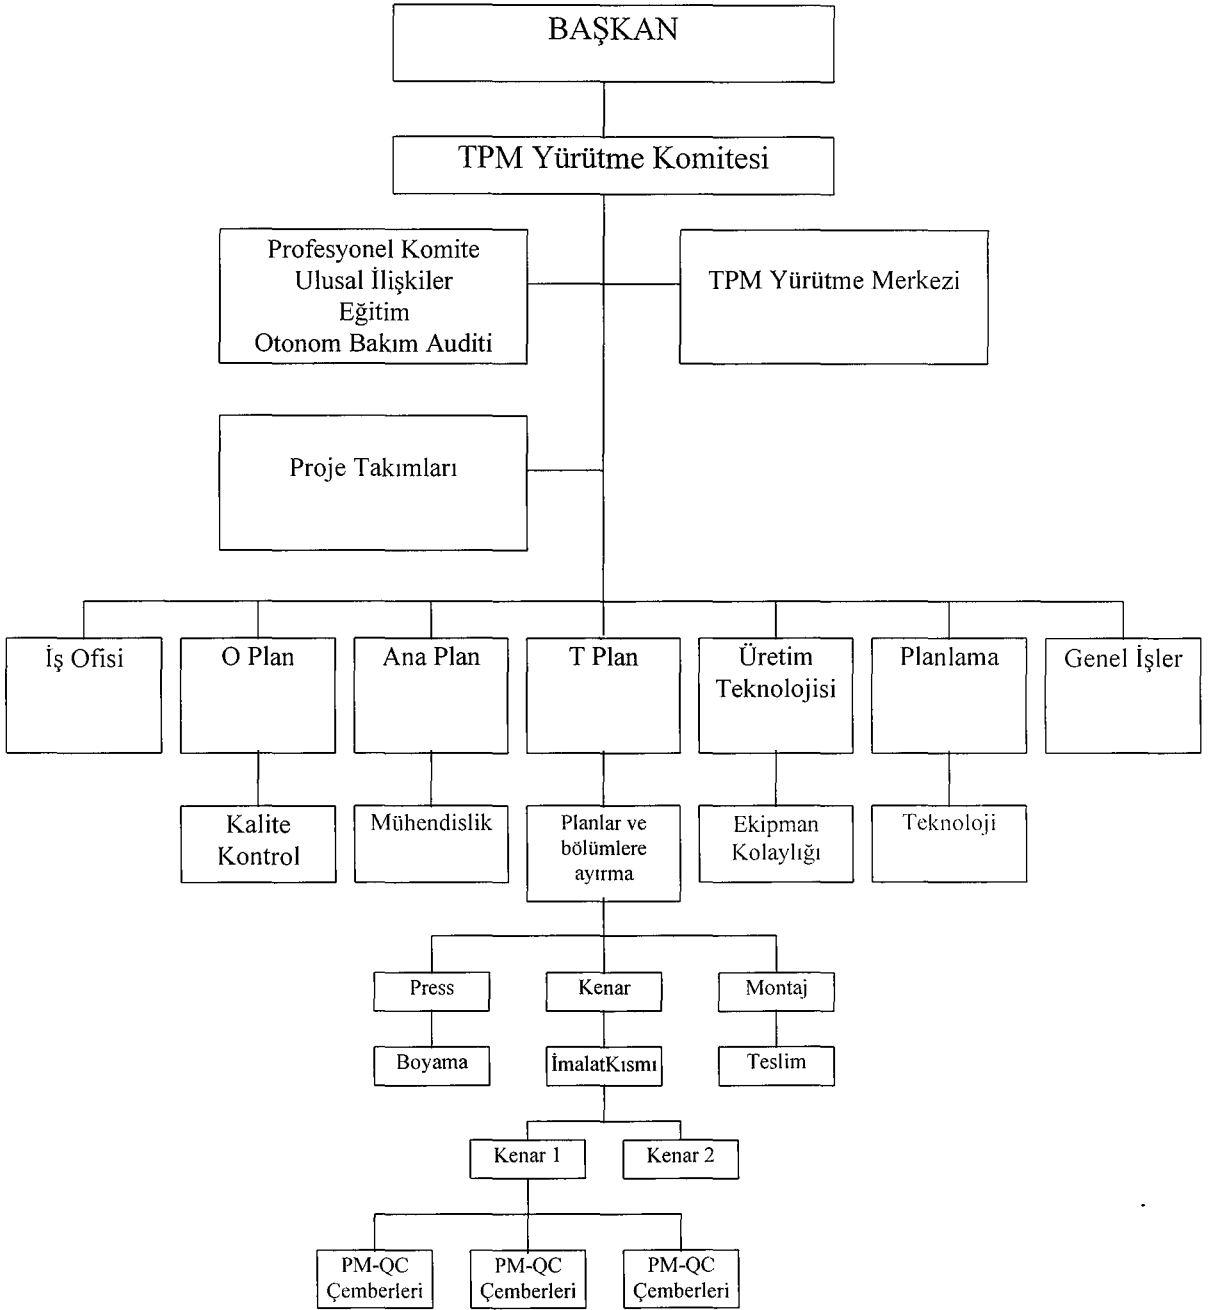 BAŞKAN
TPM Yürütme Komitesi
Profesyonel Komite
Ulusal İlişkiler
Eğitim
Otonom Bakım Auditi
TPM Yürütme Merkezi
Proje Takımları
İş Ofisi
O Plan
Ana Plan
T Plan
Üretim
Teknolojisi
Planlama
Genel İşler
Kalite
Kontrol
Mühendislik
Planlar ve
bölümlere
ayırma
Ekipman
Kolaylığı
Teknoloji
Press
Kenar
Montaj
Boyama
İmalatKısmı
Teslim
Kenar 1
Kenar 2
PM-QC
Çemberleri
PM-QC
Çemberleri
PM-QC
Çemberleri